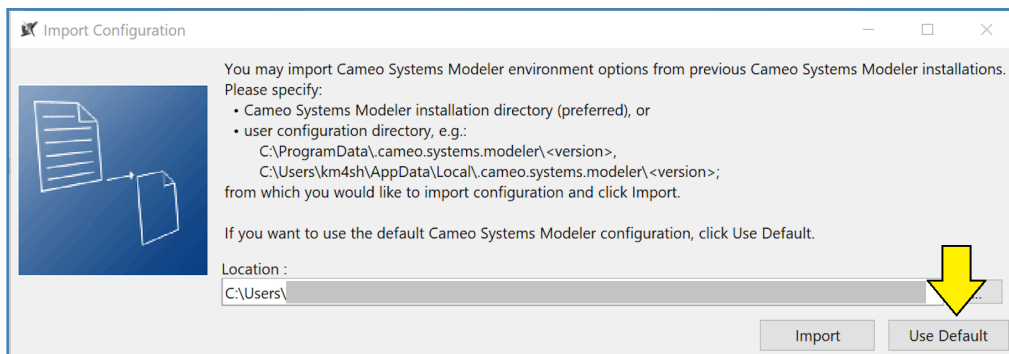 Import Configuration
You may import Cameo Systems Modeler environment options from previous Cameo Systems Modeler installations.
Please specify:
• Cameo Systems Modeler installation directory (preferred), or
• user configuration directory, e.g.:
C:\ProgramData\.cameo.systems.modeler\<version>,
C:\Users\km4sh\AppData\Local\.cameo.systems.modeler\<version>;
from which you would like to import configuration and click Import.
If you want to use the default Cameo Systems Modeler configuration, click Use Default.
Location :
C:\Users\
...
Import Use Default